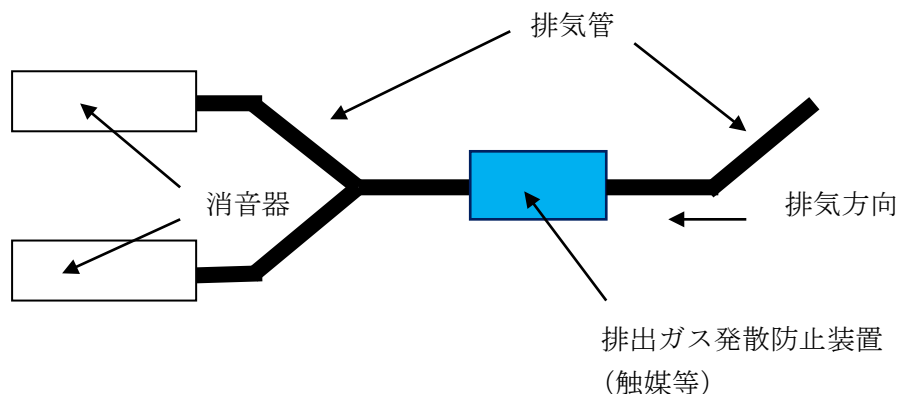 排気管
消音器
排気方向
排出ガス発散防止装置
（触媒等）